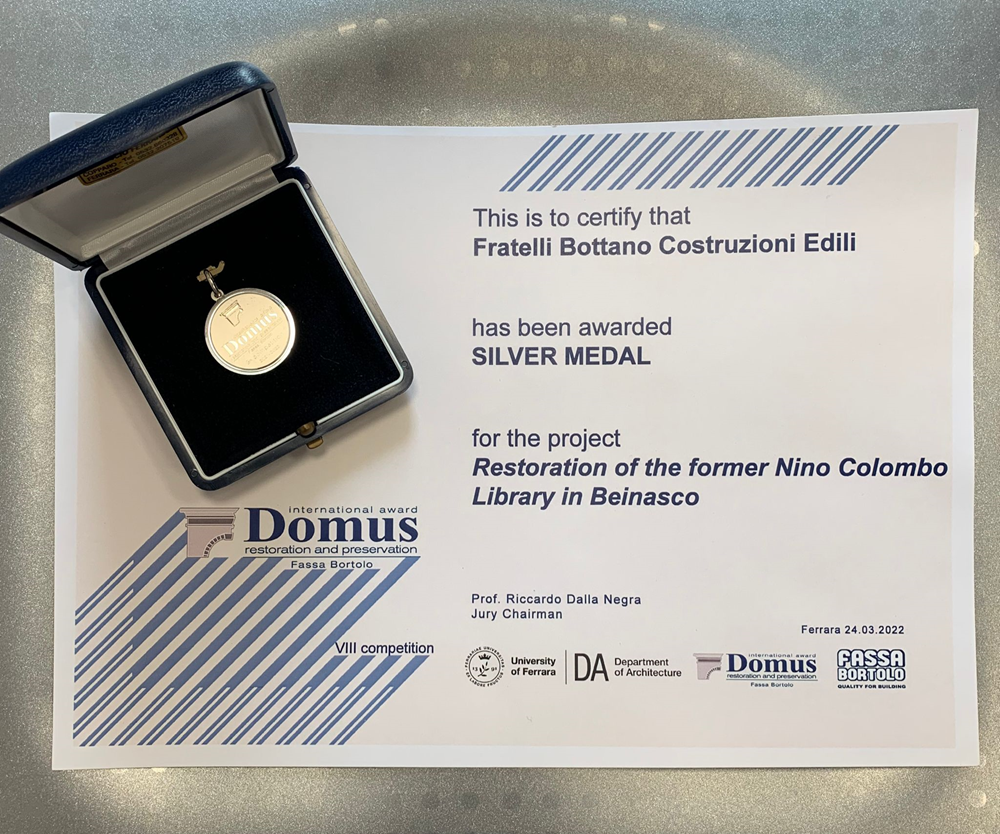 This is to certify that
Fratelli Bottano Costruzioni Edili
has been awarded
SILVER MEDAL
for the project
Restoration of the former Nino Colombo
Library in Beinasco
Domus
international award
Domus
restoration and preservation
Fassa Bortolo
VIII competition
Prof. Riccardo Dalla Negra
Jury Chairman
Ferrara 24.03.2022
University
of Ferrara
DA
Department
of Architecture
international award
Domus
restoration and preservation
Fassa Bortolo
FASSA
BORTOLO
QUALITY FOR BUILDING